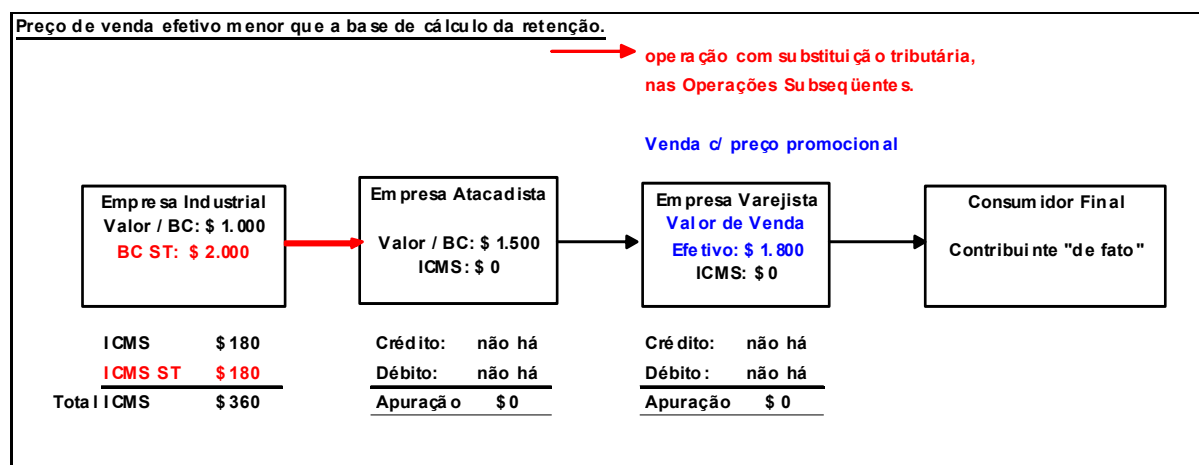 Preço de venda efetivo menor que a base de cálculo da retenção.
operação com substituição tributária,
nas Operações Subseqüentes.
Venda c/ preço promocional
Empresa Industrial
Valor / BC: $ 1.000
BC ST: $ 2.000
Empresa Atacadista
Valor / BC: $ 1.500
ICMS: $ 0
Empresa Varejista
Valor de Venda
Efetivo: $ 1.800
ICMS: $ 0
Consumidor Final
Contribuinte "de fato"
ICMS $ 180
ICMS ST $ 180
Total ICMS $ 360
Crédito: não há
Débito: não há
Apuração $ 0
Crédito: não há
Débito: não há
Apuração $ 0